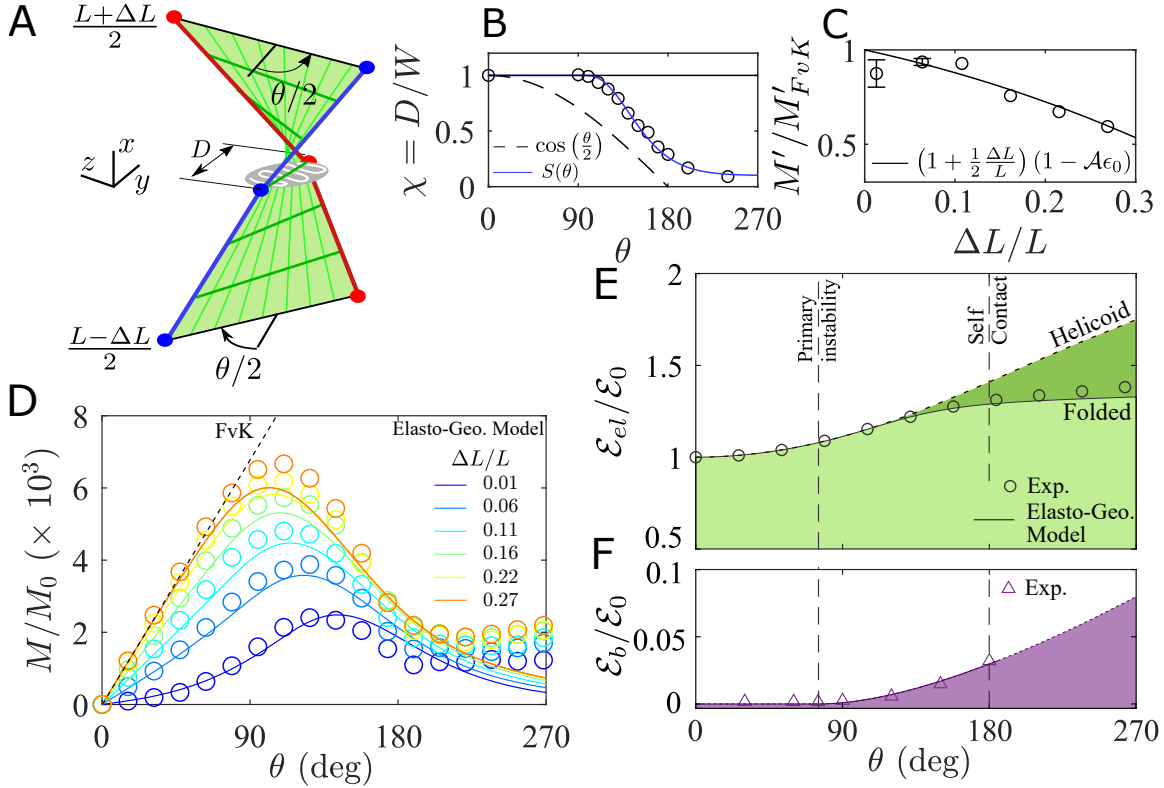 A
L+ΔL
2
θ/2
D
x
z
y
L−ΔL
2
θ/2
B
χ = D/W
1
0.5
0
cos(θ/2)
S(θ)
0 90 180 270
θ
C
M′/M′FvK
1
0.5
(1 + 1/2 ΔL/L)(1 − 𝒜ϵ0)
0 0.1 0.2 0.3
ΔL/L
D
M/M0 (× 10³)
8
6
4
2
0
FvK
Elasto-Geo. Model
ΔL/L
0.01
0.06
0.11
0.16
0.22
0.27
0 90 180 270
θ (deg)
E
ℰel/ℰ0
2
1.5
1
0.5
Primary
instability
Self
Contact
Helicoid
Folded
Exp.
Elasto-Geo.
Model
F
ℰb/ℰ0
0.1
0.05
0
Exp.
0 90 180 270
θ (deg)